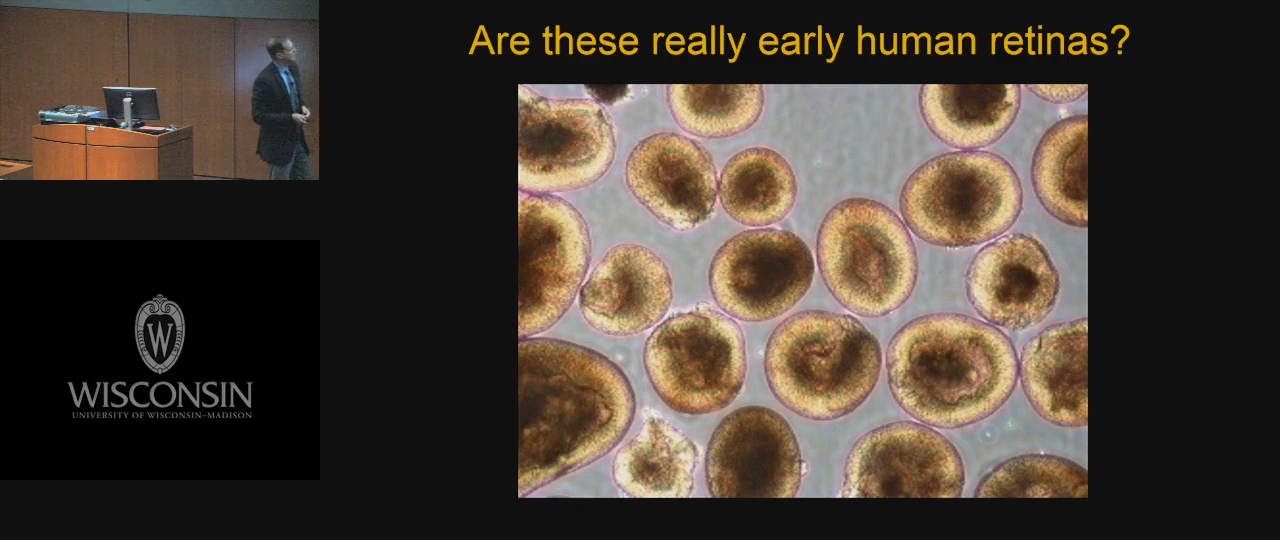 Are these really early human retinas?
W
WISCONSIN
UNIVERSITY OF WISCONSIN–MADISON